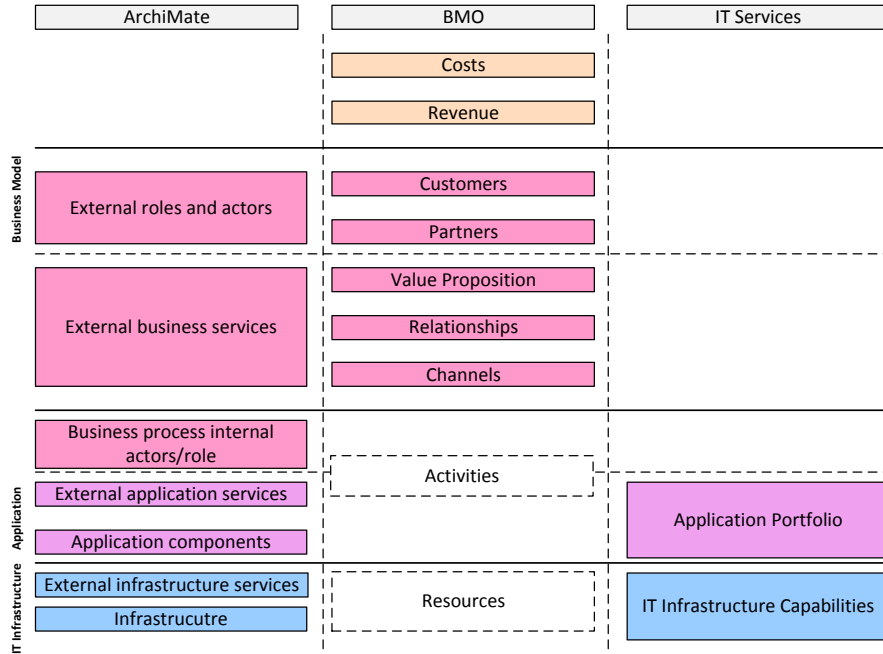 ArchiMate
BMO
IT Services
Costs
Revenue
Business Model
External roles and actors
Customers
Partners
External business services
Value Proposition
Relationships
Channels
Business process internal
actors/role
Activities
Application
External application services
Application components
Application Portfolio
IT Infrastructure
External infrastructure services
Infrastrucutre
Resources
IT Infrastructure Capabilities